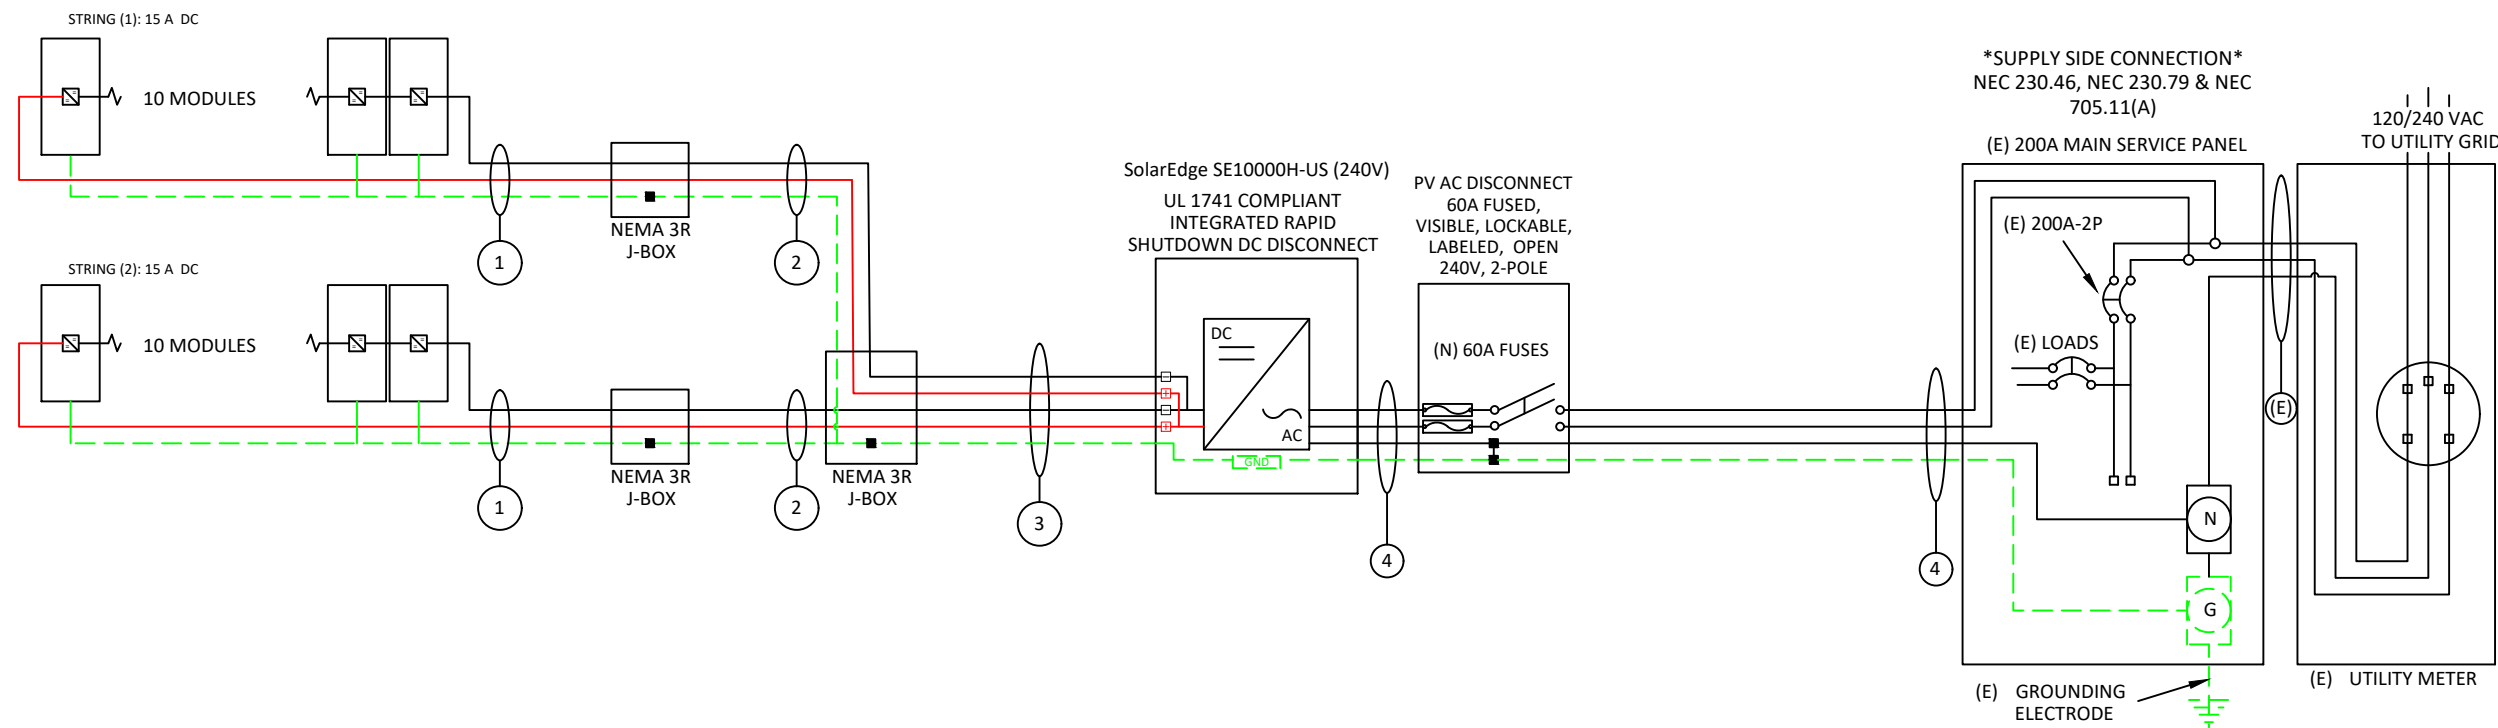 STRING (1): 15 A DC
10 MODULES
1
NEMA 3R
J-BOX
2
STRING (2): 15 A DC
10 MODULES
1
NEMA 3R
J-BOX
2
NEMA 3R
J-BOX
3
SolarEdge SE10000H-US (240V)
UL 1741 COMPLIANT
INTEGRATED RAPID
SHUTDOWN DC DISCONNECT
DC
AC
GND
4
PV AC DISCONNECT
60A FUSED,
VISIBLE, LOCKABLE,
LABELED, OPEN
240V, 2-POLE
(N) 60A FUSES
4
*SUPPLY SIDE CONNECTION*
NEC 230.46, NEC 230.79 & NEC
705.11(A)
(E) 200A MAIN SERVICE PANEL
(E) 200A-2P
(E) LOADS
N
G
(E) GROUNDING
ELECTRODE
(E)
120/240 VAC
TO UTILITY GRID
(E) UTILITY METER